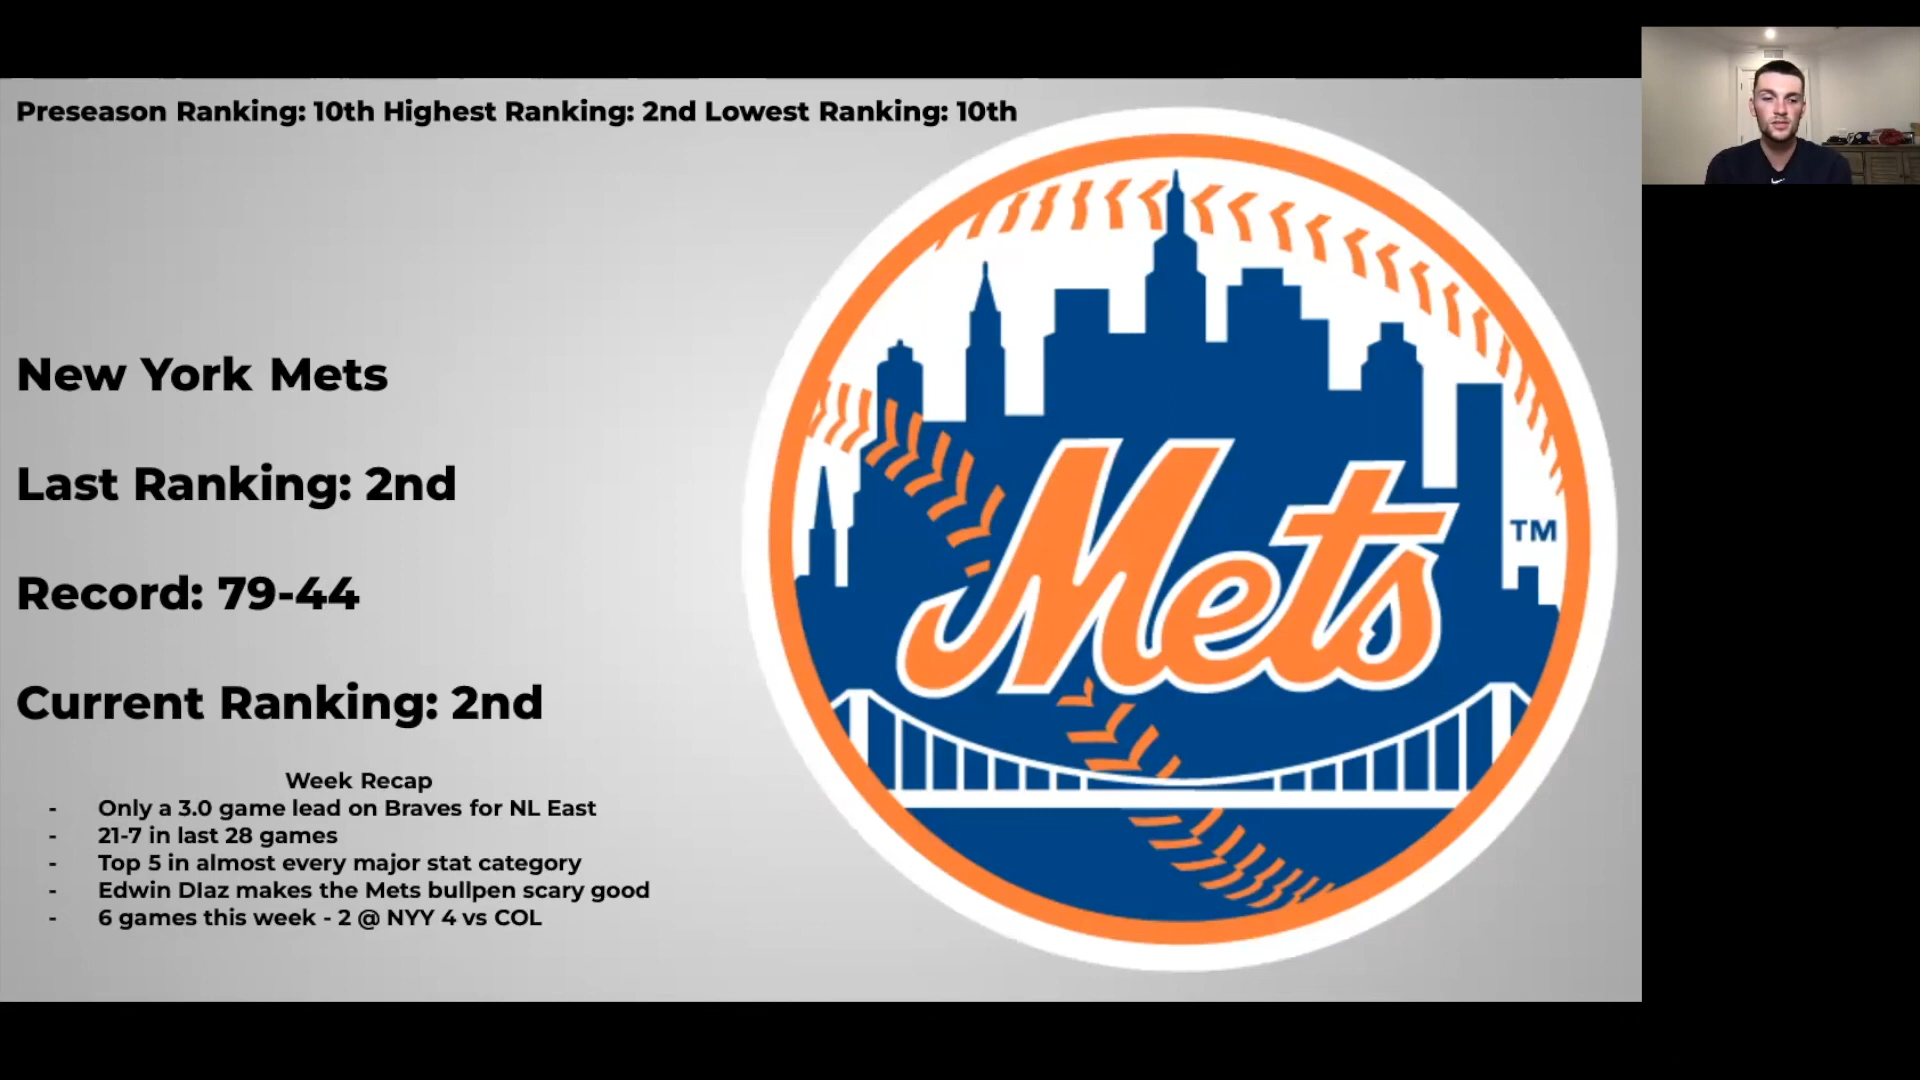 Preseason Ranking: 10th Highest Ranking: 2nd Lowest Ranking: 10th
New York Mets
Last Ranking: 2nd
Record: 79-44
Current Ranking: 2nd
Week Recap
- Only a 3.0 game lead on Braves for NL East
- 21-7 in last 28 games
- Top 5 in almost every major stat category
- Edwin DIaz makes the Mets bullpen scary good
- 6 games this week - 2 @ NYY 4 vs COL
Mets
TM